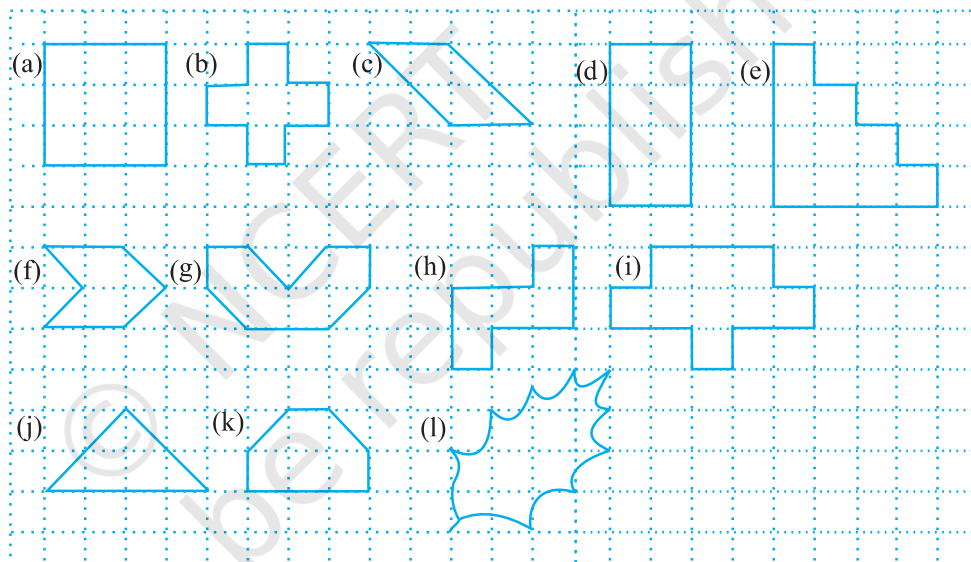 (a) (b) (c) (d) (e)
(f) (g) (h) (i)
(j) (k) (l)
© NCERT
be republish